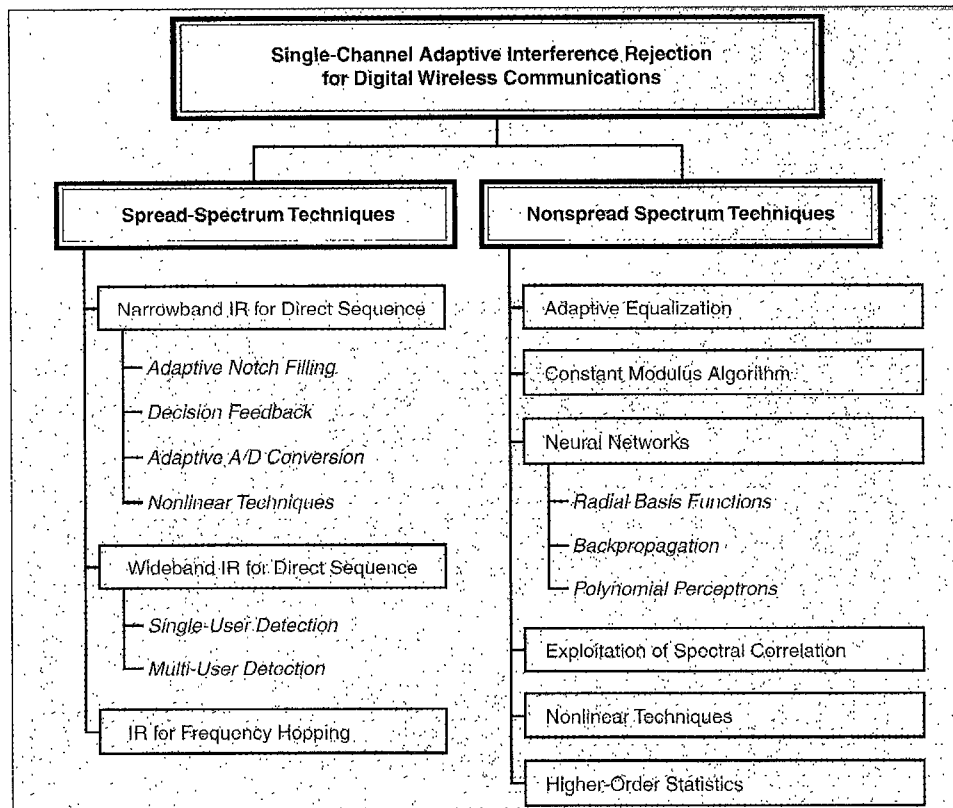 Single-Channel Adaptive Interference Rejection
for Digital Wireless Communications
Spread-Spectrum Techniques
Narrowband IR for Direct Sequence
Adaptive Notch Filling
Decision Feedback
Adaptive A/D Conversion
Nonlinear Techniques
Wideband IR for Direct Sequence
Single-User Detection
Multi-User Detection
IR for Frequency Hopping
Nonspread Spectrum Techniques
Adaptive Equalization
Constant Modulus Algorithm
Neural Networks
Radial Basis Functions
Backpropagation
Polynomial Perceptrons
Exploitation of Spectral Correlation
Nonlinear Techniques
Higher-Order Statistics